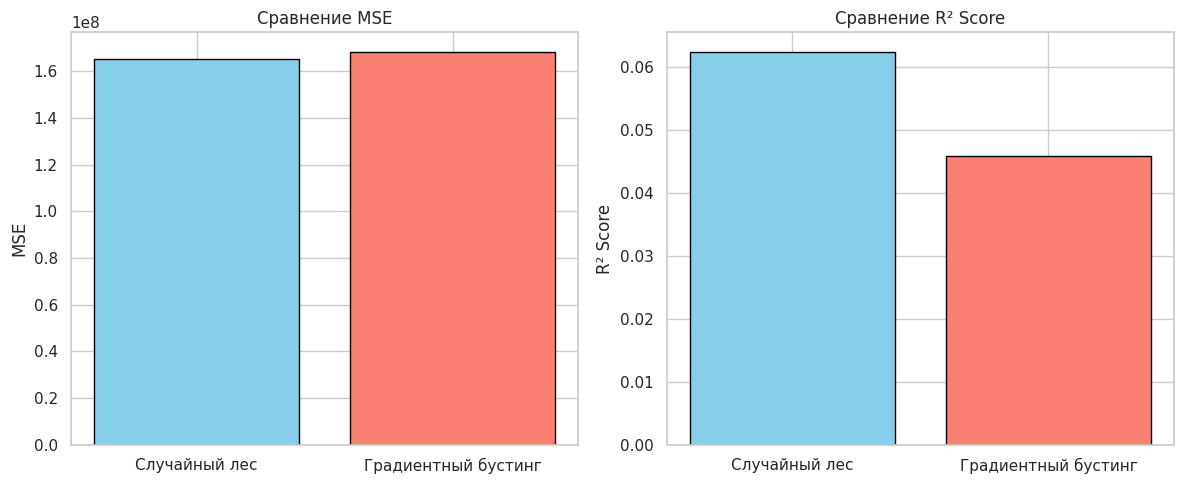 Сравнение MSE
1e8
1.6
1.4
1.2
1.0
0.8
0.6
0.4
0.2
0.0
MSE
Случайный лес
Градиентный бустинг
Сравнение R² Score
0.06
0.05
0.04
0.03
0.02
0.01
0.00
R² Score
Случайный лес
Градиентный бустинг